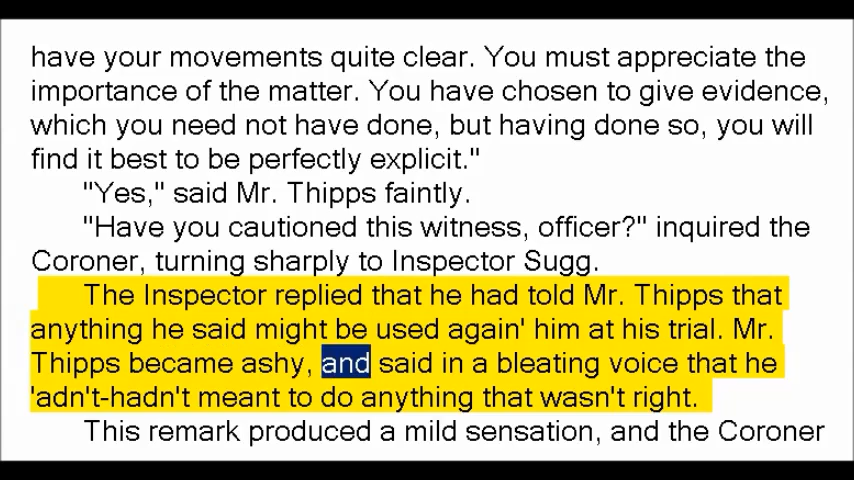 have your movements quite clear. You must appreciate the
importance of the matter. You have chosen to give evidence,
which you need not have done, but having done so, you will
find it best to be perfectly explicit."
"Yes," said Mr. Thipps faintly.
"Have you cautioned this witness, officer?" inquired the
Coroner, turning sharply to Inspector Sugg.
The Inspector replied that he had told Mr. Thipps that
anything he said might be used again' him at his trial. Mr.
Thipps became ashy, and said in a bleating voice that he
'adn't-hadn't meant to do anything that wasn't right.
This remark produced a mild sensation, and the Coroner